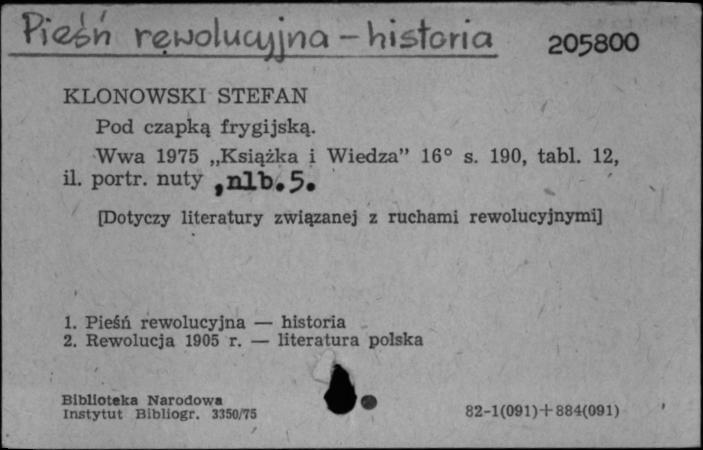 Pieśń rewolucyjna – historia 205800
KLONOWSKI STEFAN
Pod czapką frygijską.
Wwa 1975 „Książka i Wiedza” 16° s. 190, tabl. 12,
il. portr. nuty , nlb. 5.
[Dotyczy literatury związanej z ruchami rewolucyjnymi]
1. Pieśń rewolucyjna — historia
2. Rewolucja 1905 r. — literatura polska
Biblioteka Narodowa
Instytut Bibliogr. 3350/75 82-1(091)+884(091)